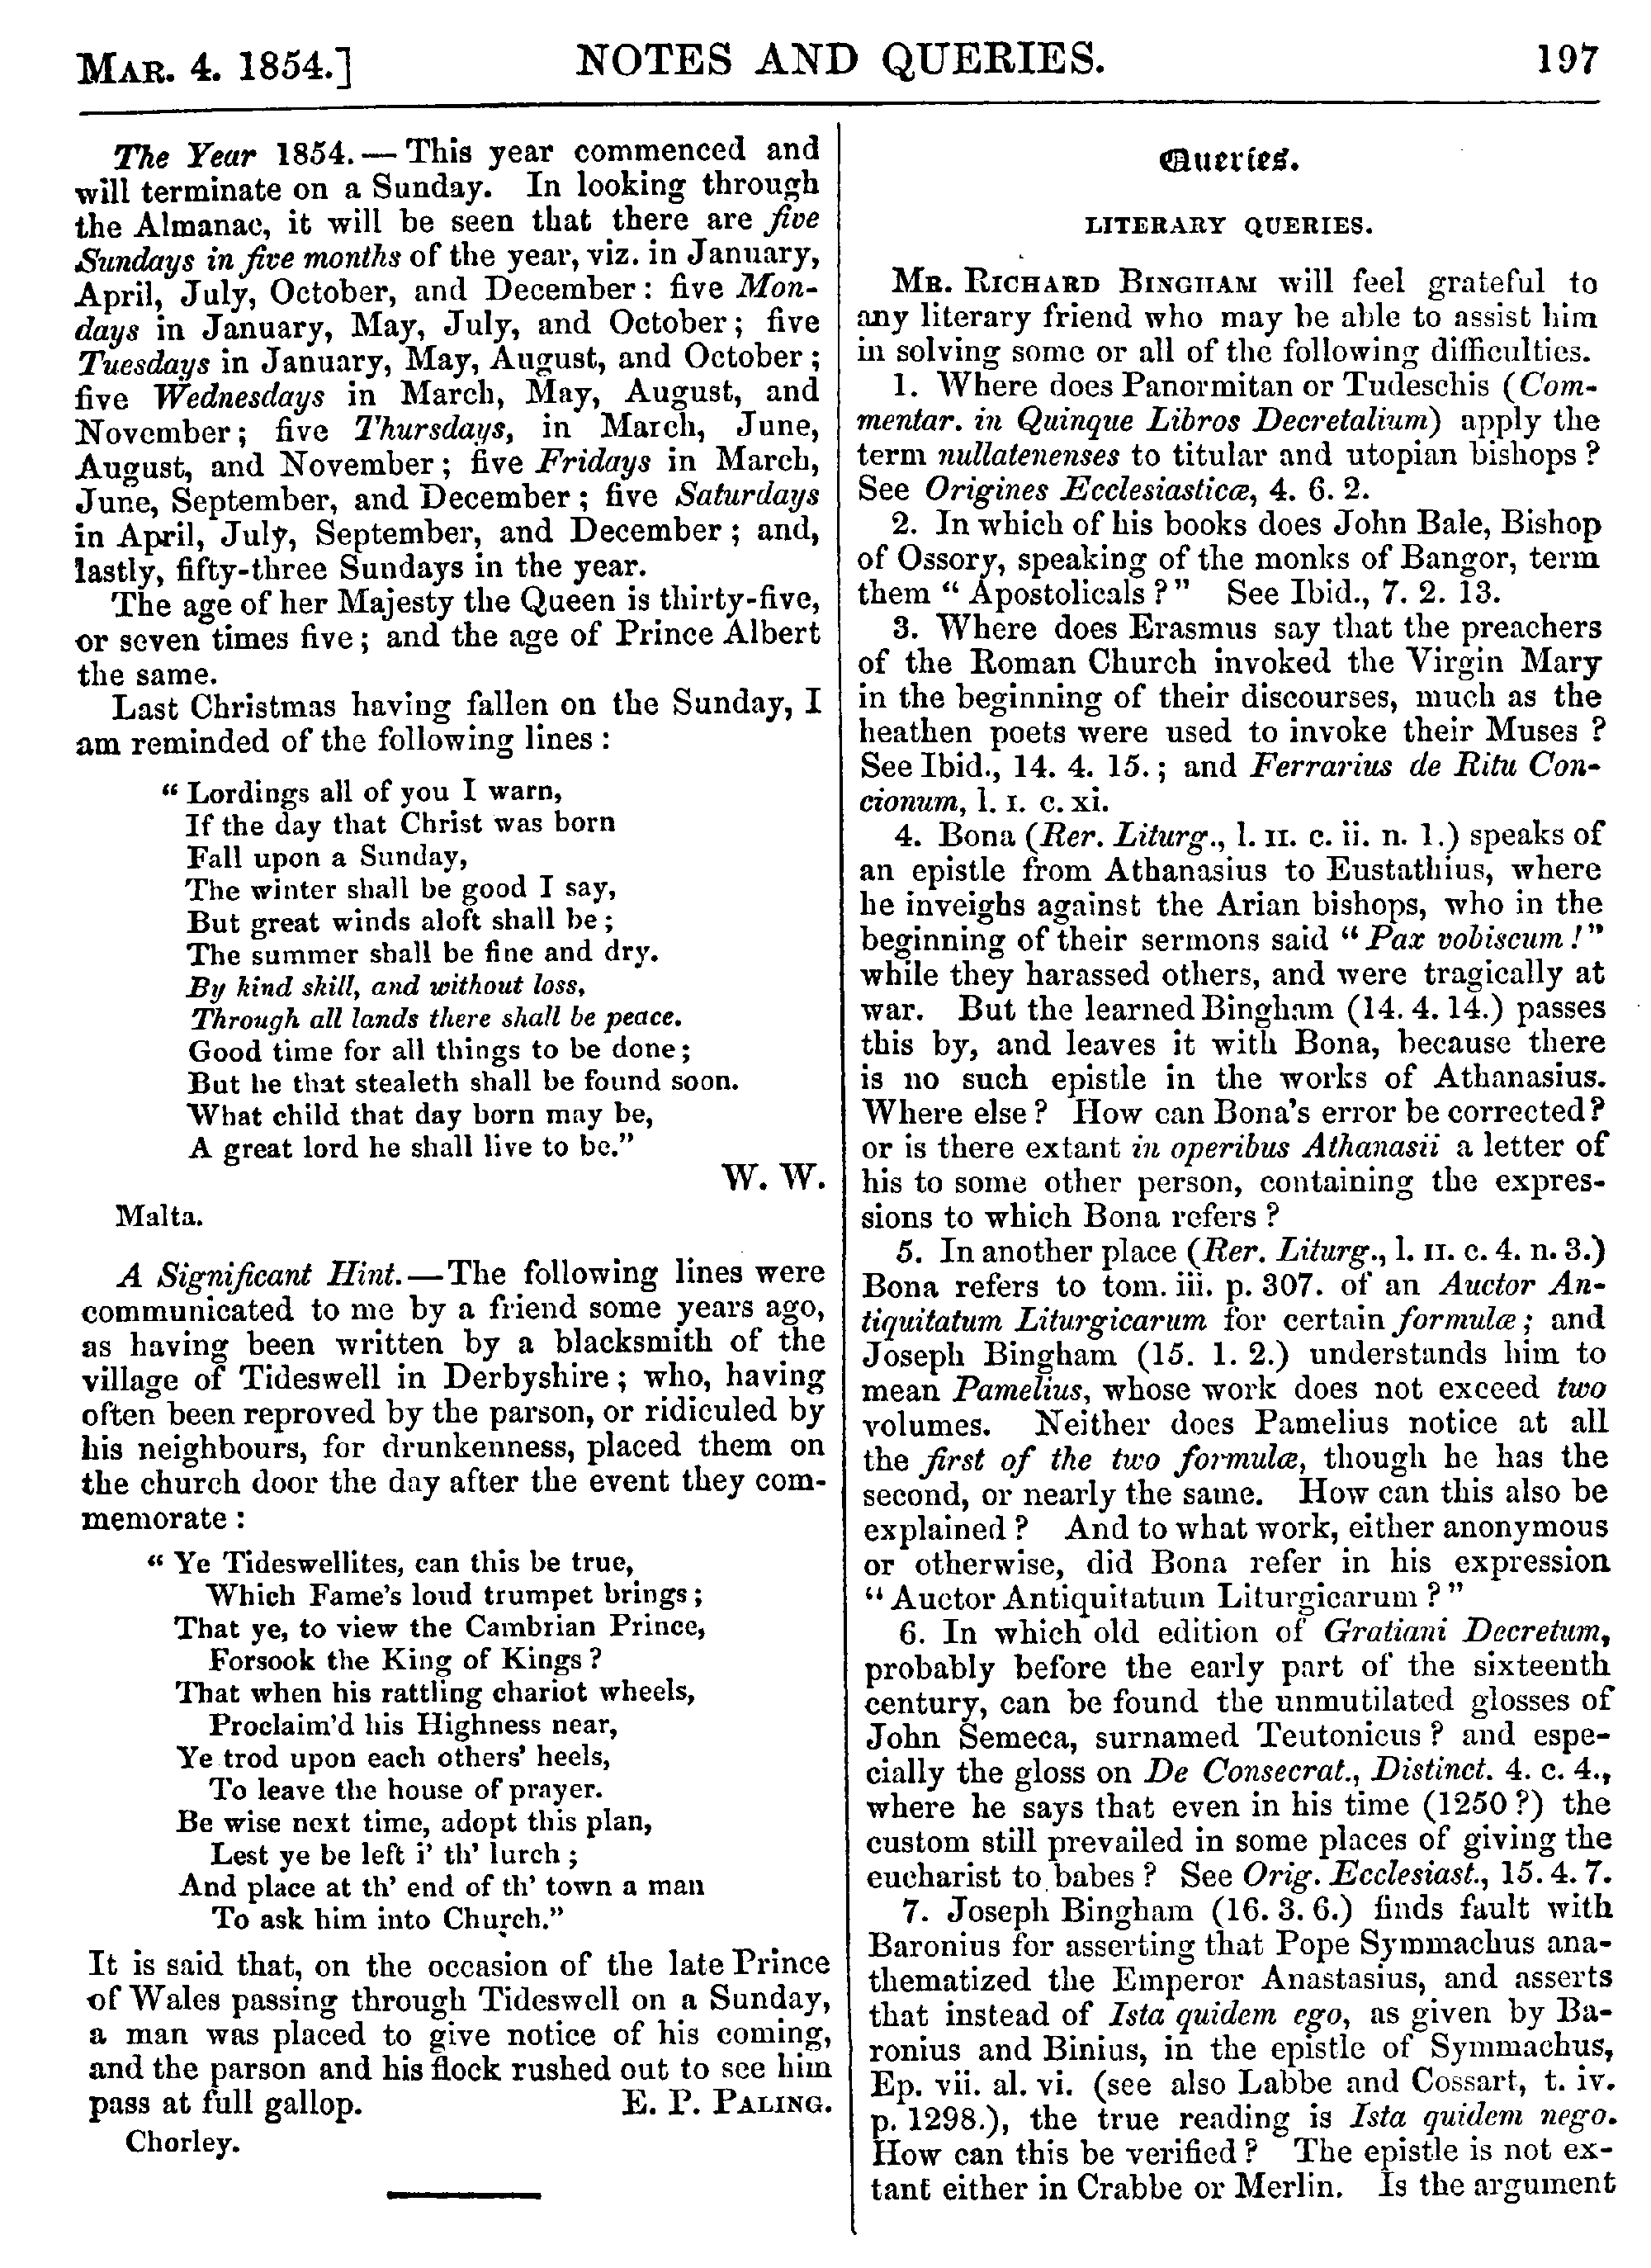 MAR. 4. 1854.]
NOTES AND QUERIES.
197
The Year 1854. — This year commenced and
will terminate on a Sunday. In looking through
the Almanac, it will be seen that there are five
Sundays in five months of the year, viz. in January,
April, July, October, and December: five Mon-
days in January, May, July, and October; five
Tuesdays in January, May, August, and October;
five Wednesdays in March, May, August, and
November; five Thursdays, in March, June,
August, and November; five Fridays in March,
June, September, and December; five Saturdays
in April, July, September, and December; and,
lastly, fifty-three Sundays in the year.
The age of her Majesty the Queen is thirty-five,
or seven times five; and the age of Prince Albert
the same.
Last Christmas having fallen on the Sunday, I
am reminded of the following lines:
"Lordings all of you I warn,
If the day that Christ was born
Fall upon a Sunday,
The winter shall be good I say,
But great winds aloft shall be;
The summer shall be fine and dry.
By kind skill, and without loss,
Through all lands there shall be peace.
Good time for all things to be done;
But he that stealeth shall be found soon.
What child that day born may be,
A great lord he shall live to be."
W. W.
Malta.
A Significant Hint.—The following lines were
communicated to me by a friend some years ago,
as having been written by a blacksmith of the
village of Tideswell in Derbyshire; who, having
often been reproved by the parson, or ridiculed by
his neighbours, for drunkenness, placed them on
the church door the day after the event they com-
memorate:
"Ye Tideswellites, can this be true,
Which Fame's loud trumpet brings;
That ye, to view the Cambrian Prince,
Forsook the King of Kings?
That when his rattling chariot wheels,
Proclaim'd his Highness near,
Ye trod upon each others' heels,
To leave the house of prayer.
Be wise next time, adopt this plan,
Lest ye be left i' th' lurch;
And place at th' end of th' town a man
To ask him into Church."
It is said that, on the occasion of the late Prince
of Wales passing through Tideswell on a Sunday,
a man was placed to give notice of his coming,
and the parson and his flock rushed out to see him
pass at full gallop. E. P. PALING.
Chorley.
Queries.
LITERARY QUERIES.
MR. RICHARD BINGHAM will feel grateful to
any literary friend who may be able to assist him
in solving some or all of the following difficulties.
1. Where does Panormitan or Tudeschis (Com-
mentar. in Quinque Libros Decretalium) apply the
term nullatenenses to titular and utopian bishops?
See Origines Ecclesiasticæ, 4. 6. 2.
2. In which of his books does John Bale, Bishop
of Ossory, speaking of the monks of Bangor, term
them "Apostolicals?" See Ibid., 7. 2. 13.
3. Where does Erasmus say that the preachers
of the Roman Church invoked the Virgin Mary
in the beginning of their discourses, much as the
heathen poets were used to invoke their Muses?
See Ibid., 14. 4. 15.; and Ferrarius de Ritu Con-
cionum, l. I. c. xi.
4. Bona (Rer. Liturg., l. II. c. ii. n. 1.) speaks of
an epistle from Athanasius to Eustathius, where
he inveighs against the Arian bishops, who in the
beginning of their sermons said "Pax vobiscum!"
while they harassed others, and were tragically at
war. But the learned Bingham (14. 4. 14.) passes
this by, and leaves it with Bona, because there
is no such epistle in the works of Athanasius.
Where else? How can Bona's error be corrected?
or is there extant in operibus Athanasii a letter of
his to some other person, containing the expres-
sions to which Bona refers?
5. In another place (Rer. Liturg., l. II. c. 4. n. 3.)
Bona refers to tom. iii. p. 307. of an Auctor An-
tiquitatum Liturgicarum for certain formulæ; and
Joseph Bingham (15. 1. 2.) understands him to
mean Pamelius, whose work does not exceed two
volumes. Neither does Pamelius notice at all
the first of the two formulæ, though he has the
second, or nearly the same. How can this also be
explained? And to what work, either anonymous
or otherwise, did Bona refer in his expression
"Auctor Antiquitatum Liturgicarum?"
6. In which old edition of Gratiani Decretum,
probably before the early part of the sixteenth
century, can be found the unmutilated glosses of
John Semeca, surnamed Teutonicus? and espe-
cially the gloss on De Consecrat., Distinct. 4. c. 4.,
where he says that even in his time (1250?) the
custom still prevailed in some places of giving the
eucharist to babes? See Orig. Ecclesiast., 15. 4. 7.
7. Joseph Bingham (16. 3. 6.) finds fault with
Baronius for asserting that Pope Symmachus ana-
thematized the Emperor Anastasius, and asserts
that instead of Ista quidem ego, as given by Ba-
ronius and Binius, in the epistle of Symmachus,
Ep. vii. al. vi. (see also Labbe and Cossart, t. iv.
p. 1298.), the true reading is Ista quidem nego.
How can this be verified? The epistle is not ex-
tant either in Crabbe or Merlin. Is the argument